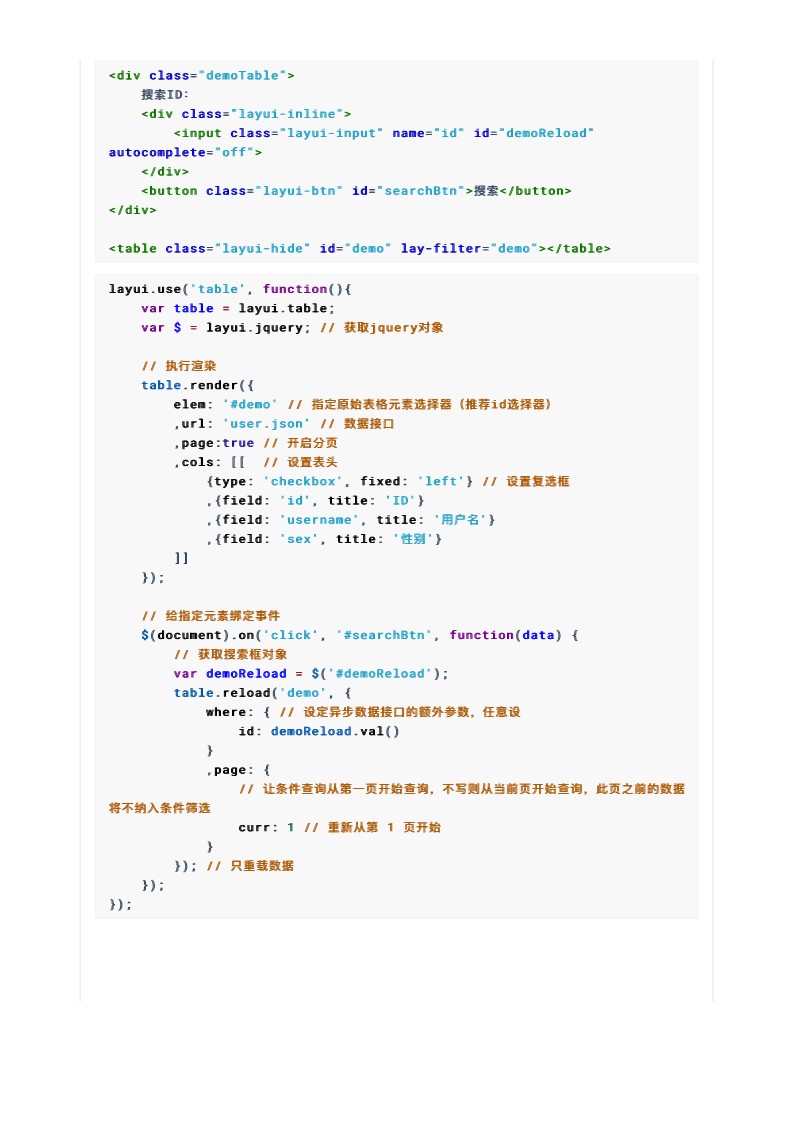 <div class="demoTable">
    搜索ID：
    <div class="layui-inline">
        <input class="layui-input" name="id" id="demoReload"
autocomplete="off">
    </div>
    <button class="layui-btn" id="searchBtn">搜索</button>
</div>

<table class="layui-hide" id="demo" lay-filter="demo"></table>

layui.use('table', function(){
    var table = layui.table;
    var $ = layui.jquery; // 获取jquery对象

    // 执行渲染
    table.render({
        elem: '#demo' // 指定原始表格元素选择器（推荐id选择器）
        ,url: 'user.json' // 数据接口
        ,page:true // 开启分页
        ,cols: [[  // 设置表头
            {type: 'checkbox', fixed: 'left'} // 设置复选框
            ,{field: 'id', title: 'ID'}
            ,{field: 'username', title: '用户名'}
            ,{field: 'sex', title: '性别'}
        ]]
    });

    // 给指定元素绑定事件
    $(document).on('click', '#searchBtn', function(data) {
        // 获取搜索框对象
        var demoReload = $('#demoReload');
        table.reload('demo', {
            where: { // 设定异步数据接口的额外参数，任意设
                id: demoReload.val()
            }
            ,page: {
                // 让条件查询从第一页开始查询，不写则从当前页开始查询，此页之前的数据
将不纳入条件筛选
                curr: 1 // 重新从第 1 页开始
            }
        }); // 只重载数据
    });
});